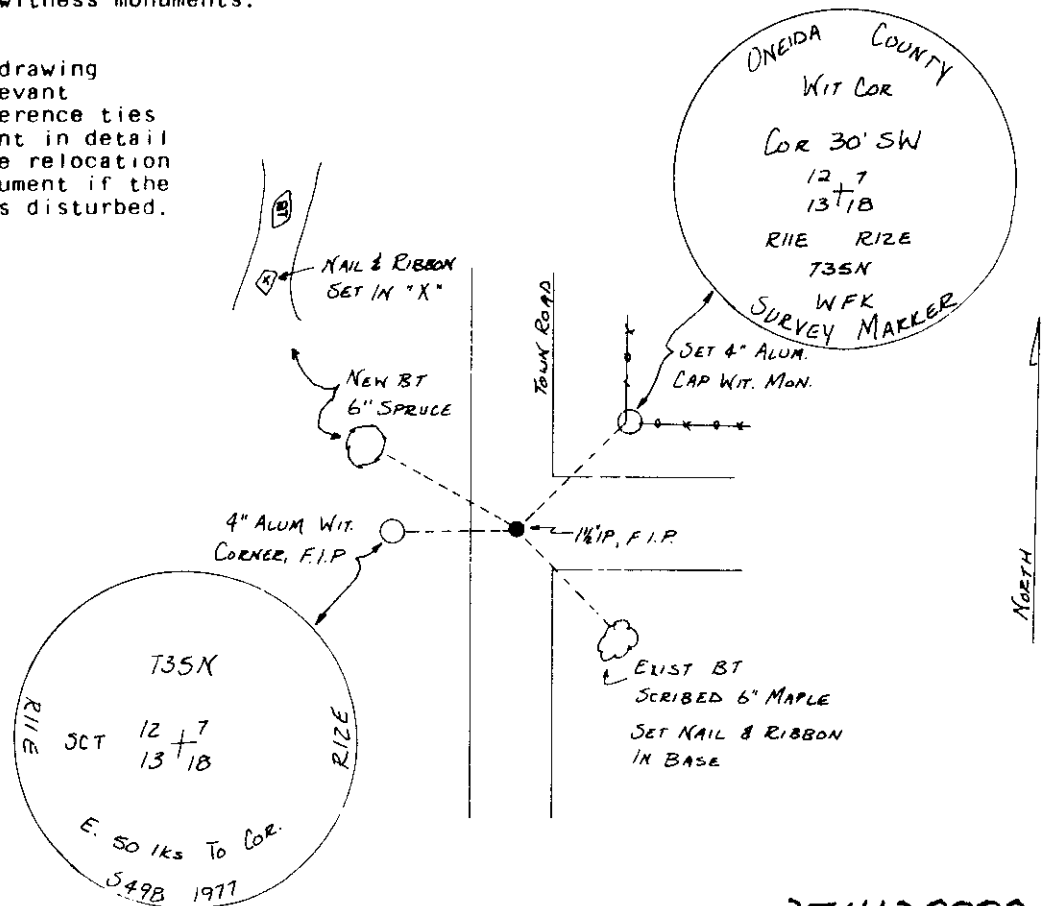 witness monuments.
drawing
evant
erence ties
nt in detail
e relocation
ument if the
s disturbed.
ONEIDA COUNTY
WIT COR
COR 30' SW
12 7
13 18
R11E R12E
T35N
WFK
SURVEY MARKER
BT
X
NAIL & RIBBON
SET IN "X"
TOWN ROAD
SET 4" ALUM.
CAP WIT. MON.
NEW BT
6" SPRUCE
4" ALUM WIT.
CORNER, F.I.P
1½" IP, F.I.P.
NORTH
EXIST BT
SCRIBED 6" MAPLE
SET NAIL & RIBBON
IN BASE
T35N
R11E
SCT
12 7
13 18
R12E
E. 50 lks To COR.
S498 1977